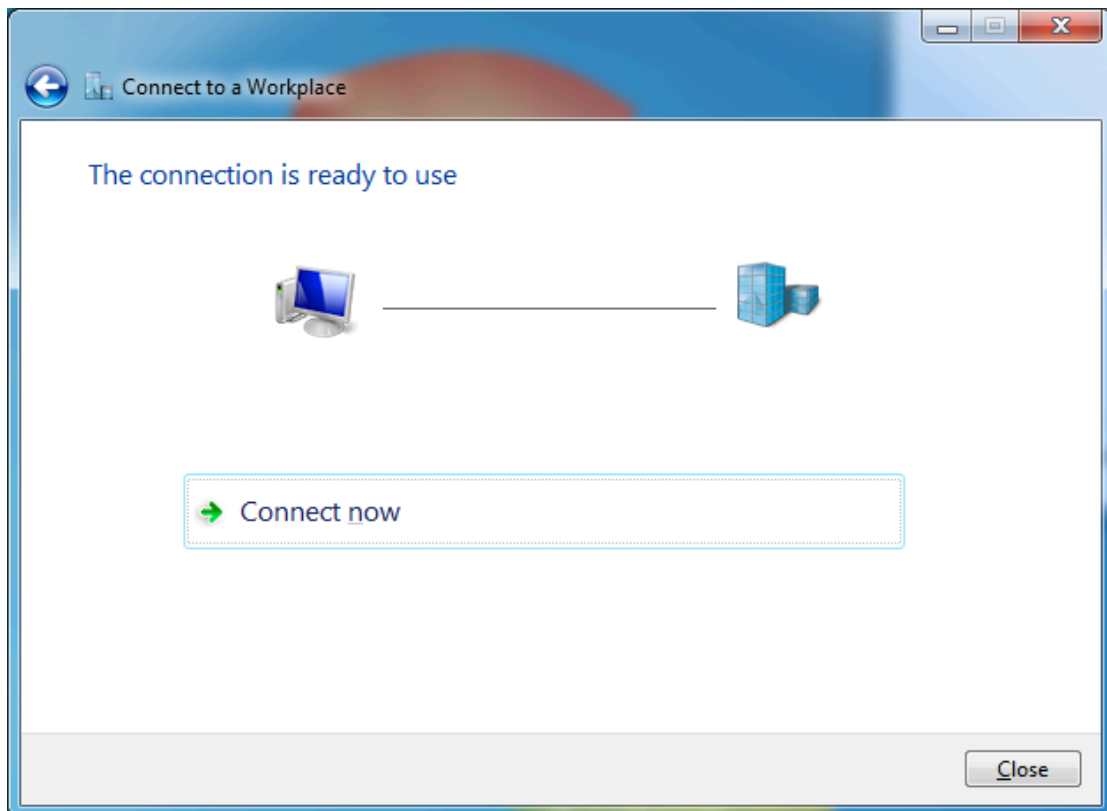 Connect to a Workplace
The connection is ready to use
Connect now
Close